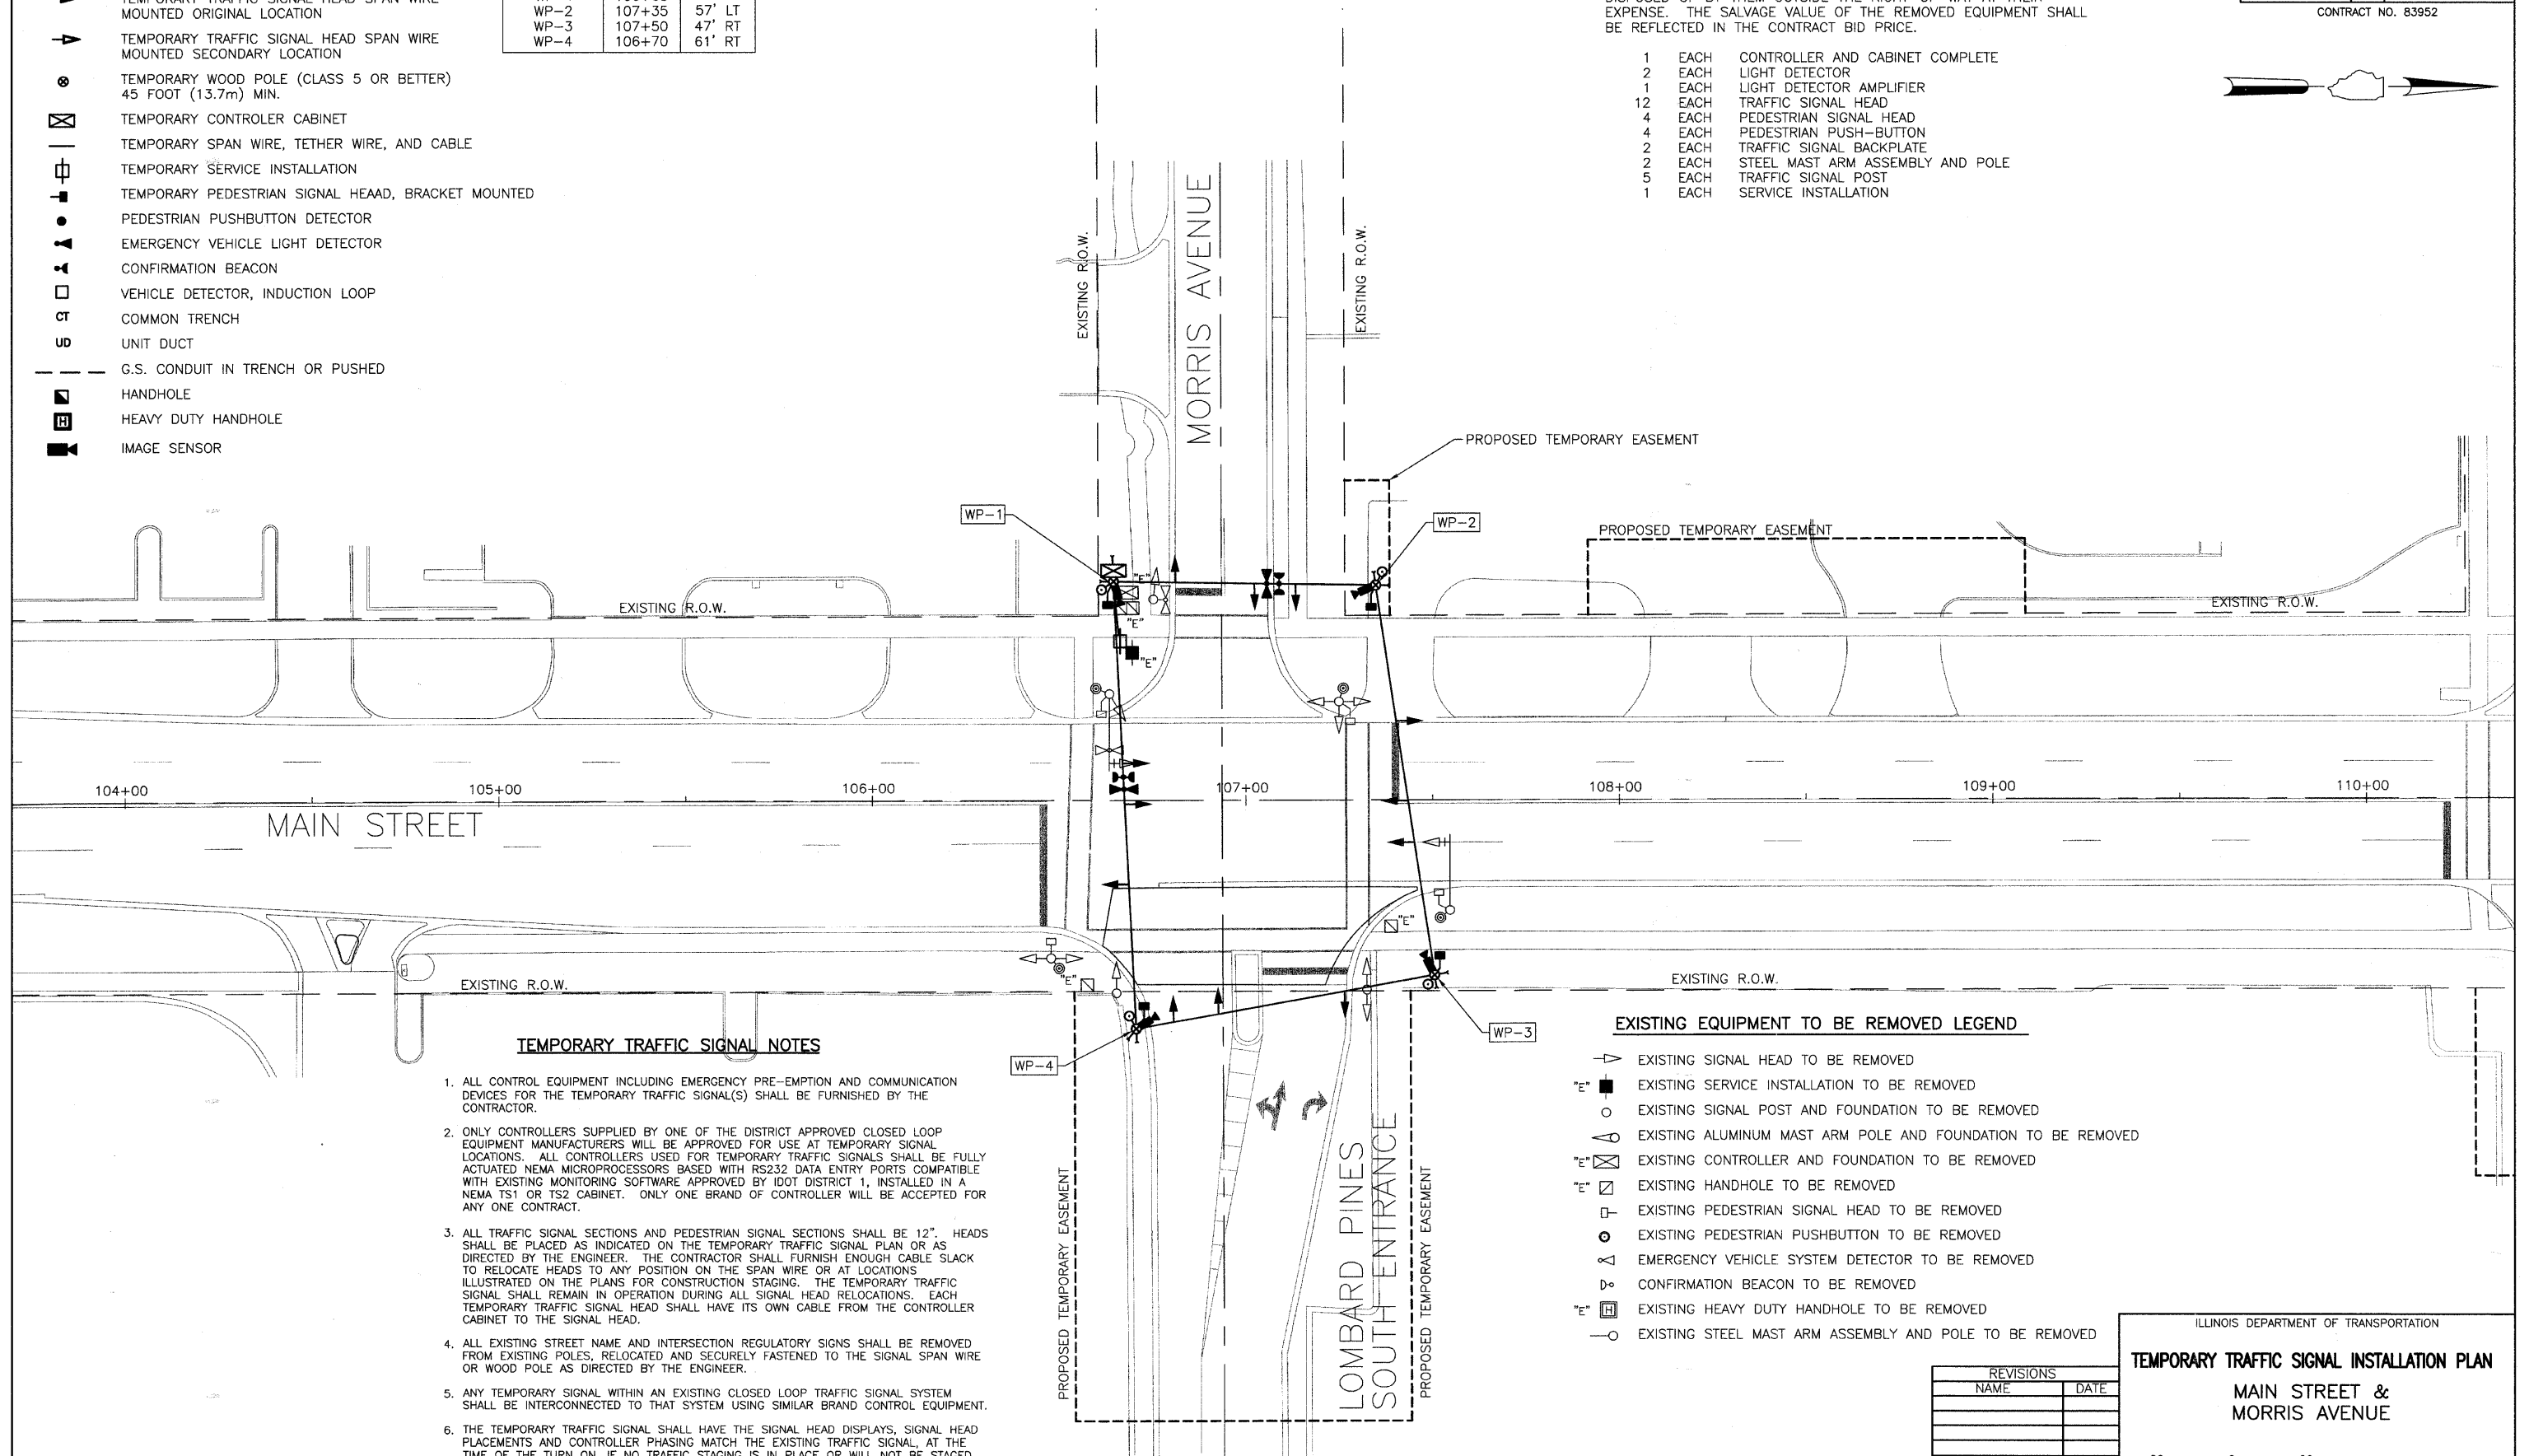 TEMPORARY TRAFFIC SIGNAL HEAD SPAN WIRE
MOUNTED ORIGINAL LOCATION
TEMPORARY TRAFFIC SIGNAL HEAD SPAN WIRE
MOUNTED SECONDARY LOCATION
TEMPORARY WOOD POLE (CLASS 5 OR BETTER)
45 FOOT (13.7m) MIN.
TEMPORARY CONTROLER CABINET
TEMPORARY SPAN WIRE, TETHER WIRE, AND CABLE
TEMPORARY SERVICE INSTALLATION
TEMPORARY PEDESTRIAN SIGNAL HEAAD, BRACKET MOUNTED
PEDESTRIAN PUSHBUTTON DETECTOR
EMERGENCY VEHICLE LIGHT DETECTOR
CONFIRMATION BEACON
VEHICLE DETECTOR, INDUCTION LOOP
CT COMMON TRENCH
UD UNIT DUCT
G.S. CONDUIT IN TRENCH OR PUSHED
HANDHOLE
H HEAVY DUTY HANDHOLE
IMAGE SENSOR
WP-2 107+35 57' LT
WP-3 107+50 47' RT
WP-4 106+70 61' RT
EXPENSE. THE SALVAGE VALUE OF THE REMOVED EQUIPMENT SHALL
BE REFLECTED IN THE CONTRACT BID PRICE.
1 EACH CONTROLLER AND CABINET COMPLETE
2 EACH LIGHT DETECTOR
1 EACH LIGHT DETECTOR AMPLIFIER
12 EACH TRAFFIC SIGNAL HEAD
4 EACH PEDESTRIAN SIGNAL HEAD
4 EACH PEDESTRIAN PUSH-BUTTON
2 EACH TRAFFIC SIGNAL BACKPLATE
2 EACH STEEL MAST ARM ASSEMBLY AND POLE
5 EACH TRAFFIC SIGNAL POST
1 EACH SERVICE INSTALLATION
CONTRACT NO. 83952
EXISTING R.O.W.
MORRIS AVENUE
EXISTING R.O.W.
PROPOSED TEMPORARY EASEMENT
WP-1
WP-2
PROPOSED TEMPORARY EASEMENT
EXISTING R.O.W.
"E"
"E"
"E"
EXISTING R.O.W.
104+00
105+00
106+00
107+00
108+00
109+00
110+00
MAIN STREET
"E"
"E"
EXISTING R.O.W.
EXISTING R.O.W.
WP-3
WP-4
TEMPORARY TRAFFIC SIGNAL NOTES
1. ALL CONTROL EQUIPMENT INCLUDING EMERGENCY PRE-EMPTION AND COMMUNICATION
DEVICES FOR THE TEMPORARY TRAFFIC SIGNAL(S) SHALL BE FURNISHED BY THE
CONTRACTOR.
2. ONLY CONTROLLERS SUPPLIED BY ONE OF THE DISTRICT APPROVED CLOSED LOOP
EQUIPMENT MANUFACTURERS WILL BE APPROVED FOR USE AT TEMPORARY SIGNAL
LOCATIONS. ALL CONTROLLERS USED FOR TEMPORARY TRAFFIC SIGNALS SHALL BE FULLY
ACTUATED NEMA MICROPROCESSORS BASED WITH RS232 DATA ENTRY PORTS COMPATIBLE
WITH EXISTING MONITORING SOFTWARE APPROVED BY IDOT DISTRICT 1, INSTALLED IN A
NEMA TS1 OR TS2 CABINET. ONLY ONE BRAND OF CONTROLLER WILL BE ACCEPTED FOR
ANY ONE CONTRACT.
3. ALL TRAFFIC SIGNAL SECTIONS AND PEDESTRIAN SIGNAL SECTIONS SHALL BE 12". HEADS
SHALL BE PLACED AS INDICATED ON THE TEMPORARY TRAFFIC SIGNAL PLAN OR AS
DIRECTED BY THE ENGINEER. THE CONTRACTOR SHALL FURNISH ENOUGH CABLE SLACK
TO RELOCATE HEADS TO ANY POSITION ON THE SPAN WIRE OR AT LOCATIONS
ILLUSTRATED ON THE PLANS FOR CONSTRUCTION STAGING. THE TEMPORARY TRAFFIC
SIGNAL SHALL REMAIN IN OPERATION DURING ALL SIGNAL HEAD RELOCATIONS. EACH
TEMPORARY TRAFFIC SIGNAL HEAD SHALL HAVE ITS OWN CABLE FROM THE CONTROLLER
CABINET TO THE SIGNAL HEAD.
4. ALL EXISTING STREET NAME AND INTERSECTION REGULATORY SIGNS SHALL BE REMOVED
FROM EXISTING POLES, RELOCATED AND SECURELY FASTENED TO THE SIGNAL SPAN WIRE
OR WOOD POLE AS DIRECTED BY THE ENGINEER.
5. ANY TEMPORARY SIGNAL WITHIN AN EXISTING CLOSED LOOP TRAFFIC SIGNAL SYSTEM
SHALL BE INTERCONNECTED TO THAT SYSTEM USING SIMILAR BRAND CONTROL EQUIPMENT.
6. THE TEMPORARY TRAFFIC SIGNAL SHALL HAVE THE SIGNAL HEAD DISPLAYS, SIGNAL HEAD
PLACEMENTS AND CONTROLLER PHASING MATCH THE EXISTING TRAFFIC SIGNAL, AT THE
TIME OF THE TURN ON. IF NO TRAFFIC STAGING IS IN PLACE OR WILL NOT BE STAGED
PROPOSED TEMPORARY EASEMENT
LOMBARD PINES
SOUTH ENTRANCE
PROPOSED TEMPORARY EASEMENT
EXISTING EQUIPMENT TO BE REMOVED LEGEND
EXISTING SIGNAL HEAD TO BE REMOVED
"E" EXISTING SERVICE INSTALLATION TO BE REMOVED
EXISTING SIGNAL POST AND FOUNDATION TO BE REMOVED
EXISTING ALUMINUM MAST ARM POLE AND FOUNDATION TO BE REMOVED
"E" EXISTING CONTROLLER AND FOUNDATION TO BE REMOVED
"E" EXISTING HANDHOLE TO BE REMOVED
EXISTING PEDESTRIAN SIGNAL HEAD TO BE REMOVED
EXISTING PEDESTRIAN PUSHBUTTON TO BE REMOVED
EMERGENCY VEHICLE SYSTEM DETECTOR TO BE REMOVED
CONFIRMATION BEACON TO BE REMOVED
"E" H EXISTING HEAVY DUTY HANDHOLE TO BE REMOVED
EXISTING STEEL MAST ARM ASSEMBLY AND POLE TO BE REMOVED
REVISIONS
NAME DATE
ILLINOIS DEPARTMENT OF TRANSPORTATION
TEMPORARY TRAFFIC SIGNAL INSTALLATION PLAN
MAIN STREET &
MORRIS AVENUE